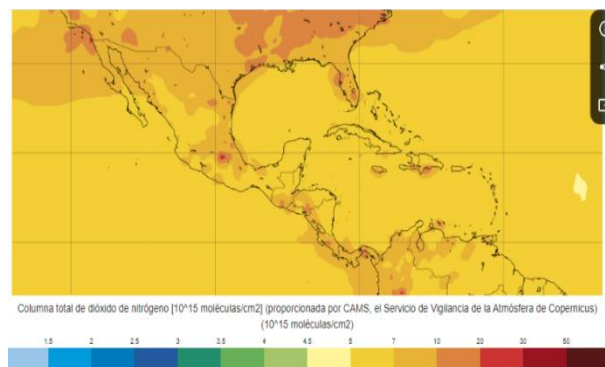 Columna total de dióxido de nitrógeno [10^15 moléculas/cm2] (proporcionada por CAMS, el Servicio de Vigilancia de la Atmósfera de Copernicus)
(10^15 moléculas/cm2)
1.5 2 2.5 3 3.5 4 4.5 5 7 10 20 30 50